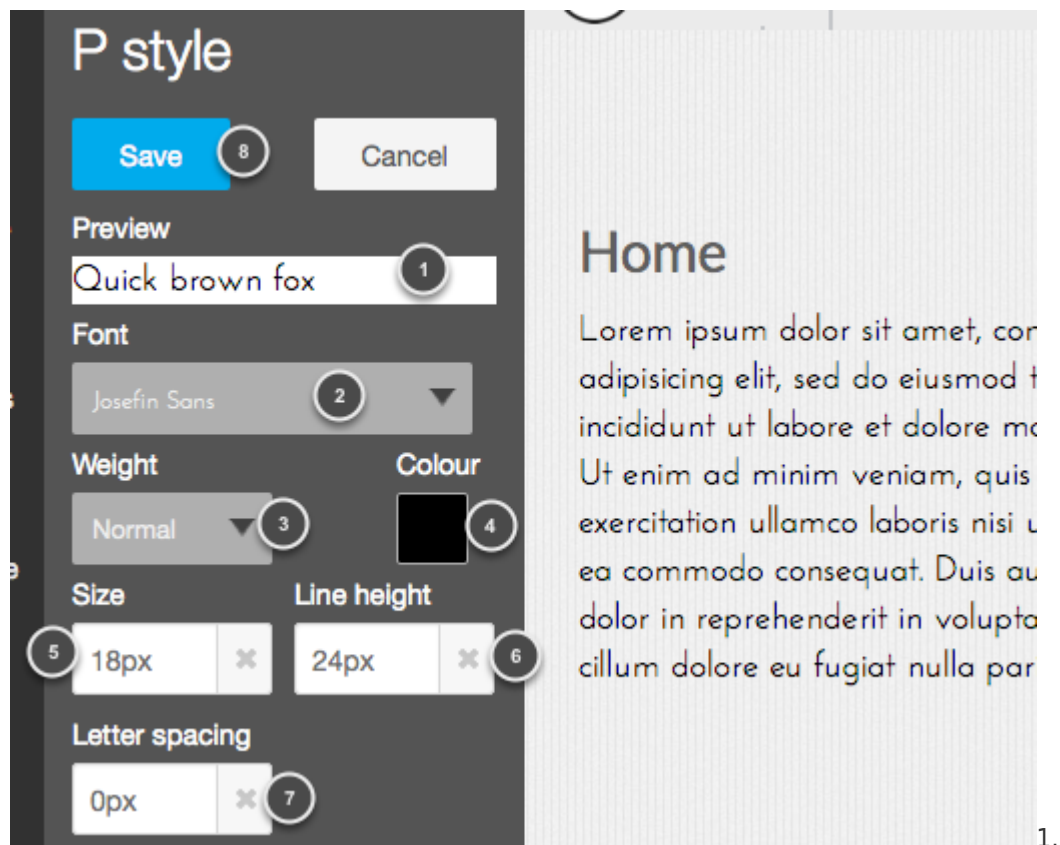 P style
Save 8 Cancel
Preview
Quick brown fox 1
Font
Josefin Sans 2
Weight Colour
Normal 3 4
Size Line height
5 18px 24px 6
Letter spacing
0px 7
Home
Lorem ipsum dolor sit amet, con
adipisicing elit, sed do eiusmod t
incididunt ut labore et dolore ma
Ut enim ad minim veniam, quis
exercitation ullamco laboris nisi u
ea commodo consequat. Duis au
dolor in reprehenderit in volupta
cillum dolore eu fugiat nulla par
1.